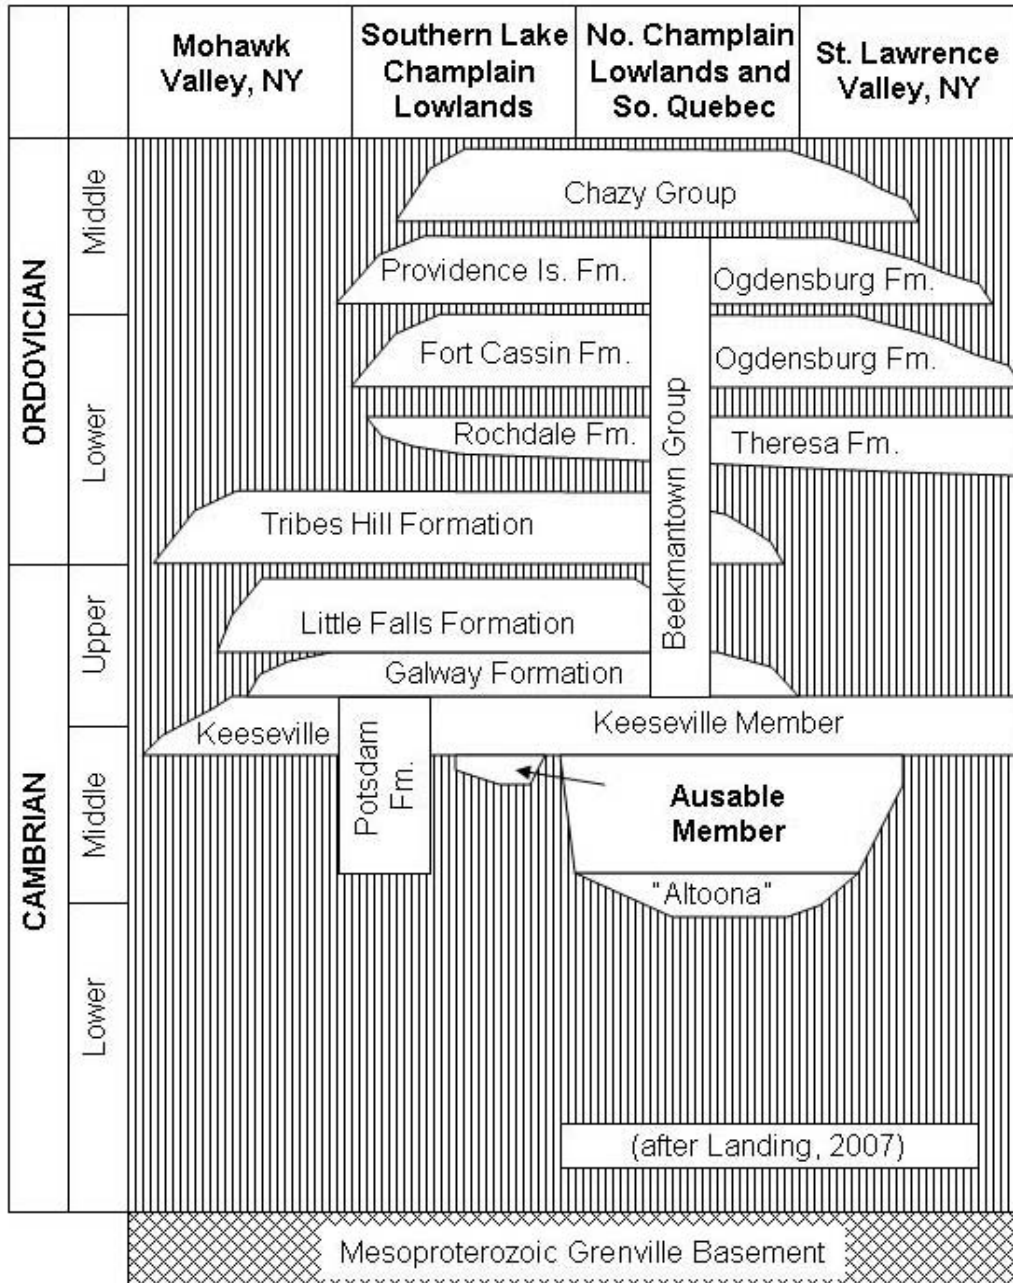 Mohawk
Valley, NY
Southern Lake
Champlain
Lowlands
No. Champlain
Lowlands and
So. Quebec
St. Lawrence
Valley, NY
ORDOVICIAN
Middle
Lower
CAMBRIAN
Upper
Middle
Lower
Chazy Group
Providence Is. Fm.
Ogdensburg Fm.
Fort Cassin Fm.
Ogdensburg Fm.
Rochdale Fm.
Theresa Fm.
Beekmantown Group
Tribes Hill Formation
Little Falls Formation
Galway Formation
Keeseville
Keeseville Member
Potsdam
Fm.
Ausable
Member
"Altoona"
(after Landing, 2007)
Mesoproterozoic Grenville Basement